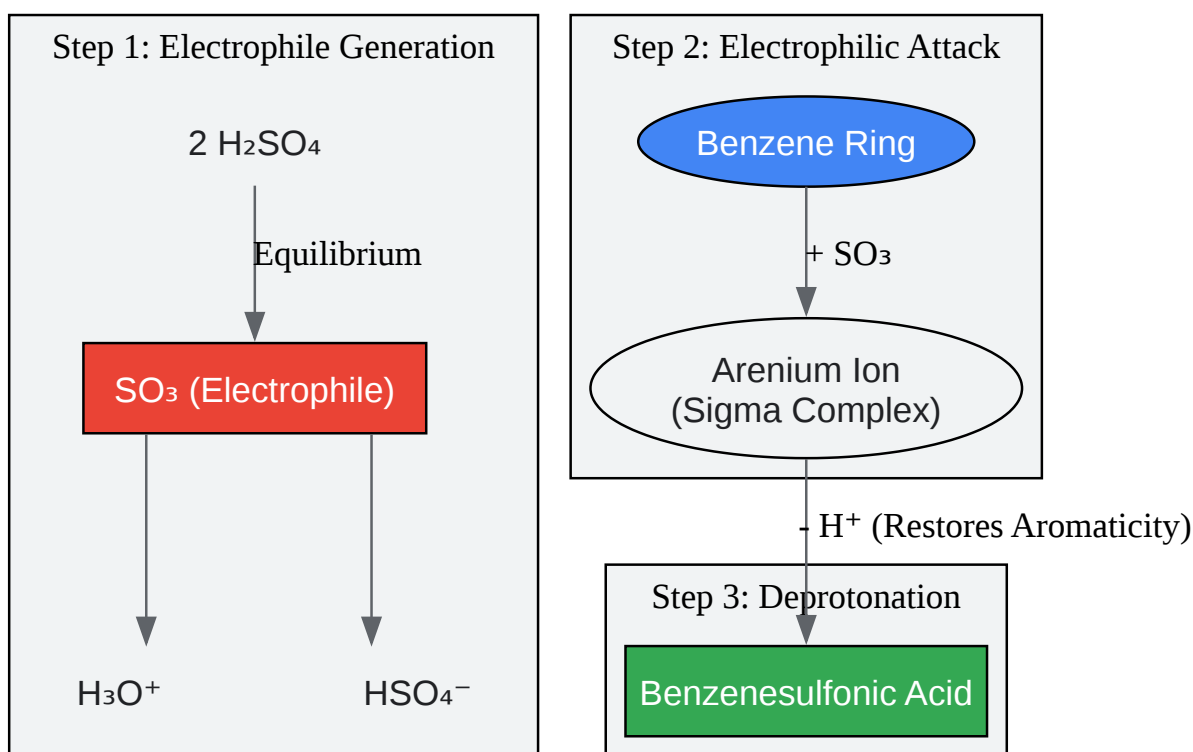 Step 1: Electrophile Generation
2 H₂SO₄
Equilibrium
SO₃ (Electrophile)
H₃O⁺
HSO₄⁻
Step 2: Electrophilic Attack
Benzene Ring
+ SO₃
Arenium Ion
(Sigma Complex)
- H⁺ (Restores Aromaticity)
Step 3: Deprotonation
Benzenesulfonic Acid